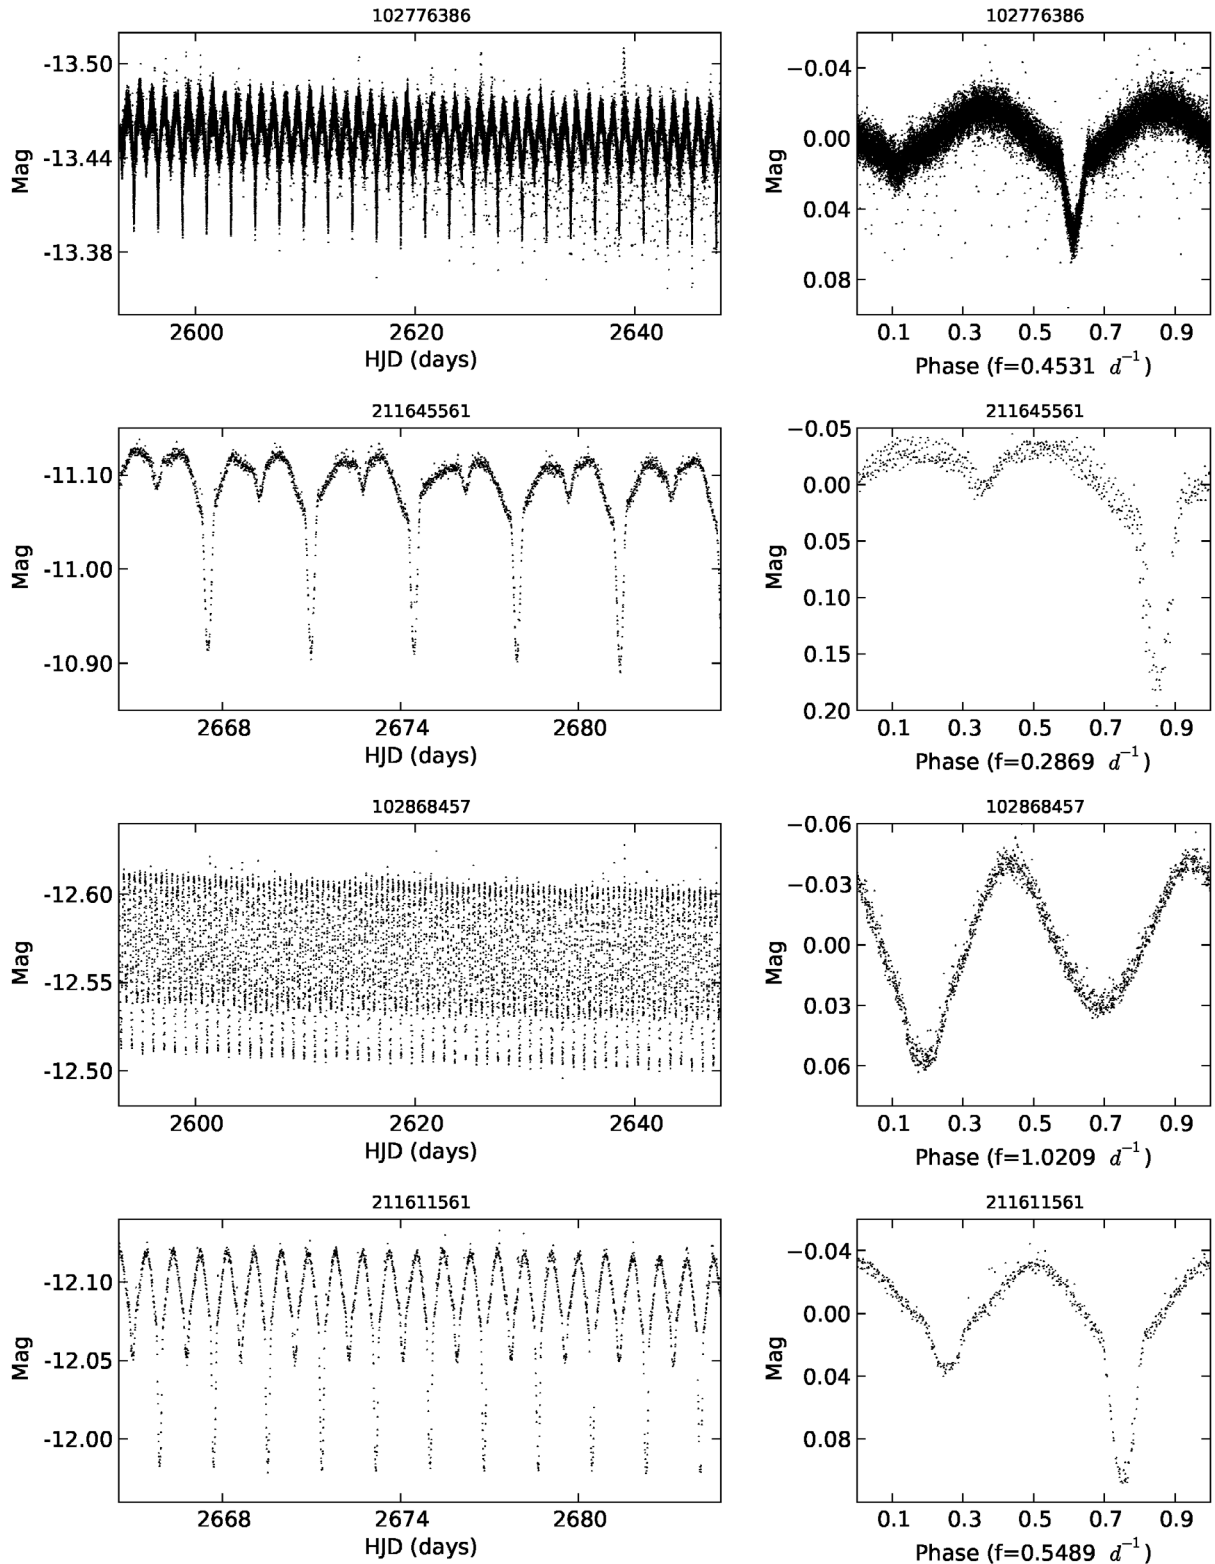 102776386
102776386
-13.50
-13.44
-13.38
Mag
2600 2620 2640
HJD (days)
−0.04
0.00
0.04
0.08
Mag
0.1 0.3 0.5 0.7 0.9
Phase (f=0.4531 d⁻¹)
211645561
211645561
-11.10
-11.00
-10.90
Mag
2668 2674 2680
HJD (days)
−0.05
0.00
0.05
0.10
0.15
0.20
Mag
0.1 0.3 0.5 0.7 0.9
Phase (f=0.2869 d⁻¹)
102868457
102868457
-12.60
-12.55
-12.50
Mag
2600 2620 2640
HJD (days)
−0.06
−0.03
0.00
0.03
0.06
Mag
0.1 0.3 0.5 0.7 0.9
Phase (f=1.0209 d⁻¹)
211611561
211611561
-12.10
-12.05
-12.00
Mag
2668 2674 2680
HJD (days)
−0.04
0.00
0.04
0.08
Mag
0.1 0.3 0.5 0.7 0.9
Phase (f=0.5489 d⁻¹)